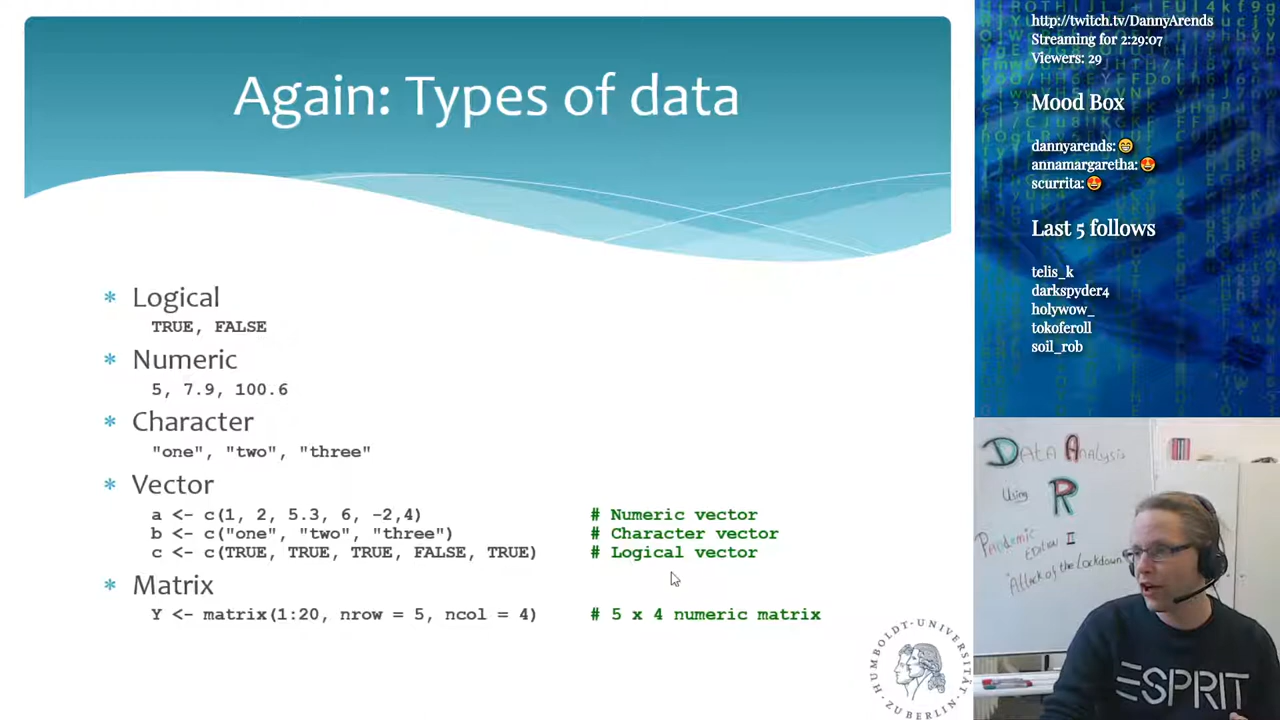 Again: Types of data
* Logical
TRUE, FALSE
* Numeric
5, 7.9, 100.6
* Character
"one", "two", "three"
* Vector
a <- c(1, 2, 5.3, 6, -2,4) # Numeric vector
b <- c("one", "two", "three") # Character vector
c <- c(TRUE, TRUE, TRUE, FALSE, TRUE) # Logical vector
* Matrix
Y <- matrix(1:20, nrow = 5, ncol = 4) # 5 x 4 numeric matrix
HUMBOLDT-UNIVERSITÄT
ZU BERLIN
http://twitch.tv/DannyArends
Streaming for 2:29:07
Viewers: 29
Mood Box
dannyarends: 😁
annamargaretha: 😍
scurrita: 😍
Last 5 follows
telis_k
darkspyder4
holywow_
tokoferoll
soil_rob
Data Analysis
Using R
Pandemic
Edition II
"Attack of the Lockdown"
ESPRIT